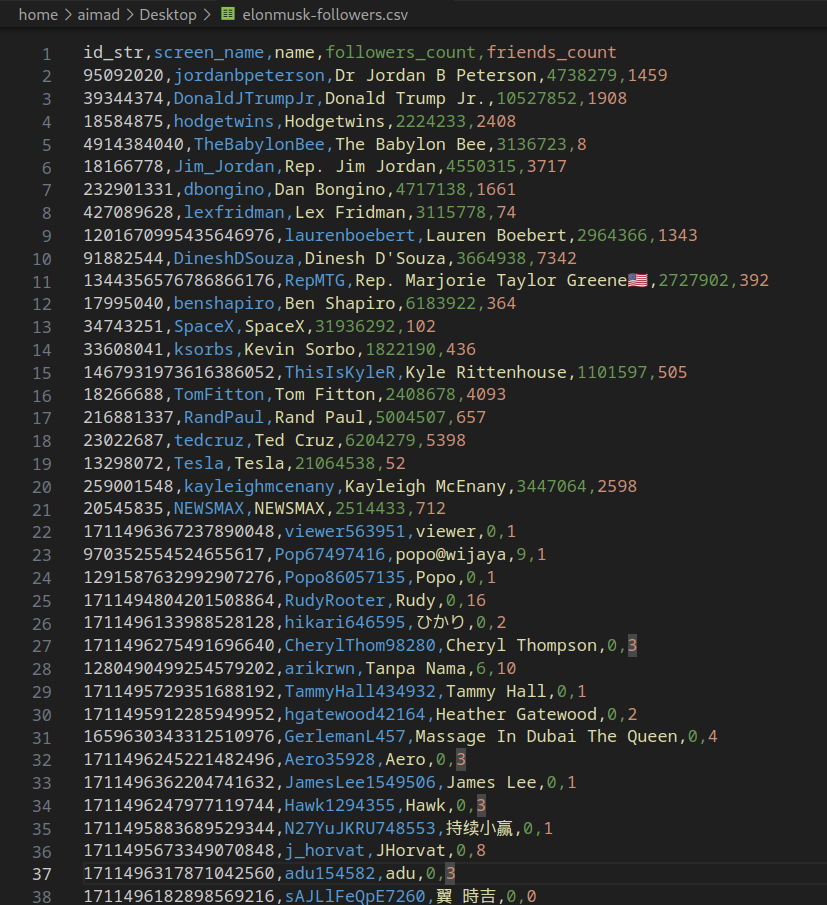 home > aimad > Desktop > elonmusk-followers.csv
1 id_str,screen_name,name,followers_count,friends_count
2 95092020,jordanbpeterson,Dr Jordan B Peterson,4738279,1459
3 39344374,DonaldJTrumpJr,Donald Trump Jr.,10527852,1908
4 18584875,hodgetwins,Hodgetwins,2224233,2408
5 4914384040,TheBabylonBee,The Babylon Bee,3136723,8
6 18166778,Jim_Jordan,Rep. Jim Jordan,4550315,3717
7 232901331,dbongino,Dan Bongino,4717138,1661
8 427089628,lexfridman,Lex Fridman,3115778,74
9 1201670995435646976,laurenboebert,Lauren Boebert,2964366,1343
10 91882544,DineshDSouza,Dinesh D'Souza,3664938,7342
11 1344356576786866176,RepMTG,Rep. Marjorie Taylor Greene🇺🇸,2727902,392
12 17995040,benshapiro,Ben Shapiro,6183922,364
13 34743251,SpaceX,SpaceX,31936292,102
14 33608041,ksorbs,Kevin Sorbo,1822190,436
15 1467931973616386052,ThisIsKyleR,Kyle Rittenhouse,1101597,505
16 18266688,TomFitton,Tom Fitton,2408678,4093
17 216881337,RandPaul,Rand Paul,5004507,657
18 23022687,tedcruz,Ted Cruz,6204279,5398
19 13298072,Tesla,Tesla,21064538,52
20 259001548,kayleighmcenany,Kayleigh McEnany,3447064,2598
21 20545835,NEWSMAX,NEWSMAX,2514433,712
22 1711496367237890048,viewer563951,viewer,0,1
23 970352554524655617,Pop67497416,popo@wijaya,9,1
24 1291587632992907276,Popo86057135,Popo,0,1
25 1711494804201508864,RudyRooter,Rudy,0,16
26 1711496133988528128,hikari646595,ひかり,0,2
27 1711496275491696640,CherylThom98280,Cheryl Thompson,0,3
28 1280490499254579202,arikrwn,Tanpa Nama,6,10
29 1711495729351688192,TammyHall434932,Tammy Hall,0,1
30 1711495912285949952,hgatewood42164,Heather Gatewood,0,2
31 1659630343312510976,GerlemanL457,Massage In Dubai The Queen,0,4
32 1711496245221482496,Aero35928,Aero,0,3
33 1711496362204741632,JamesLee1549506,James Lee,0,1
34 1711496247977119744,Hawk1294355,Hawk,0,3
35 1711495883689529344,N27YuJKRU748553,持续小赢,0,1
36 1711495673349070848,j_horvat,JHorvat,0,8
37 1711496317871042560,adu154582,adu,0,3
38 1711496182898569216,sAJLlFeQpE7260,翼 時吉,0,0